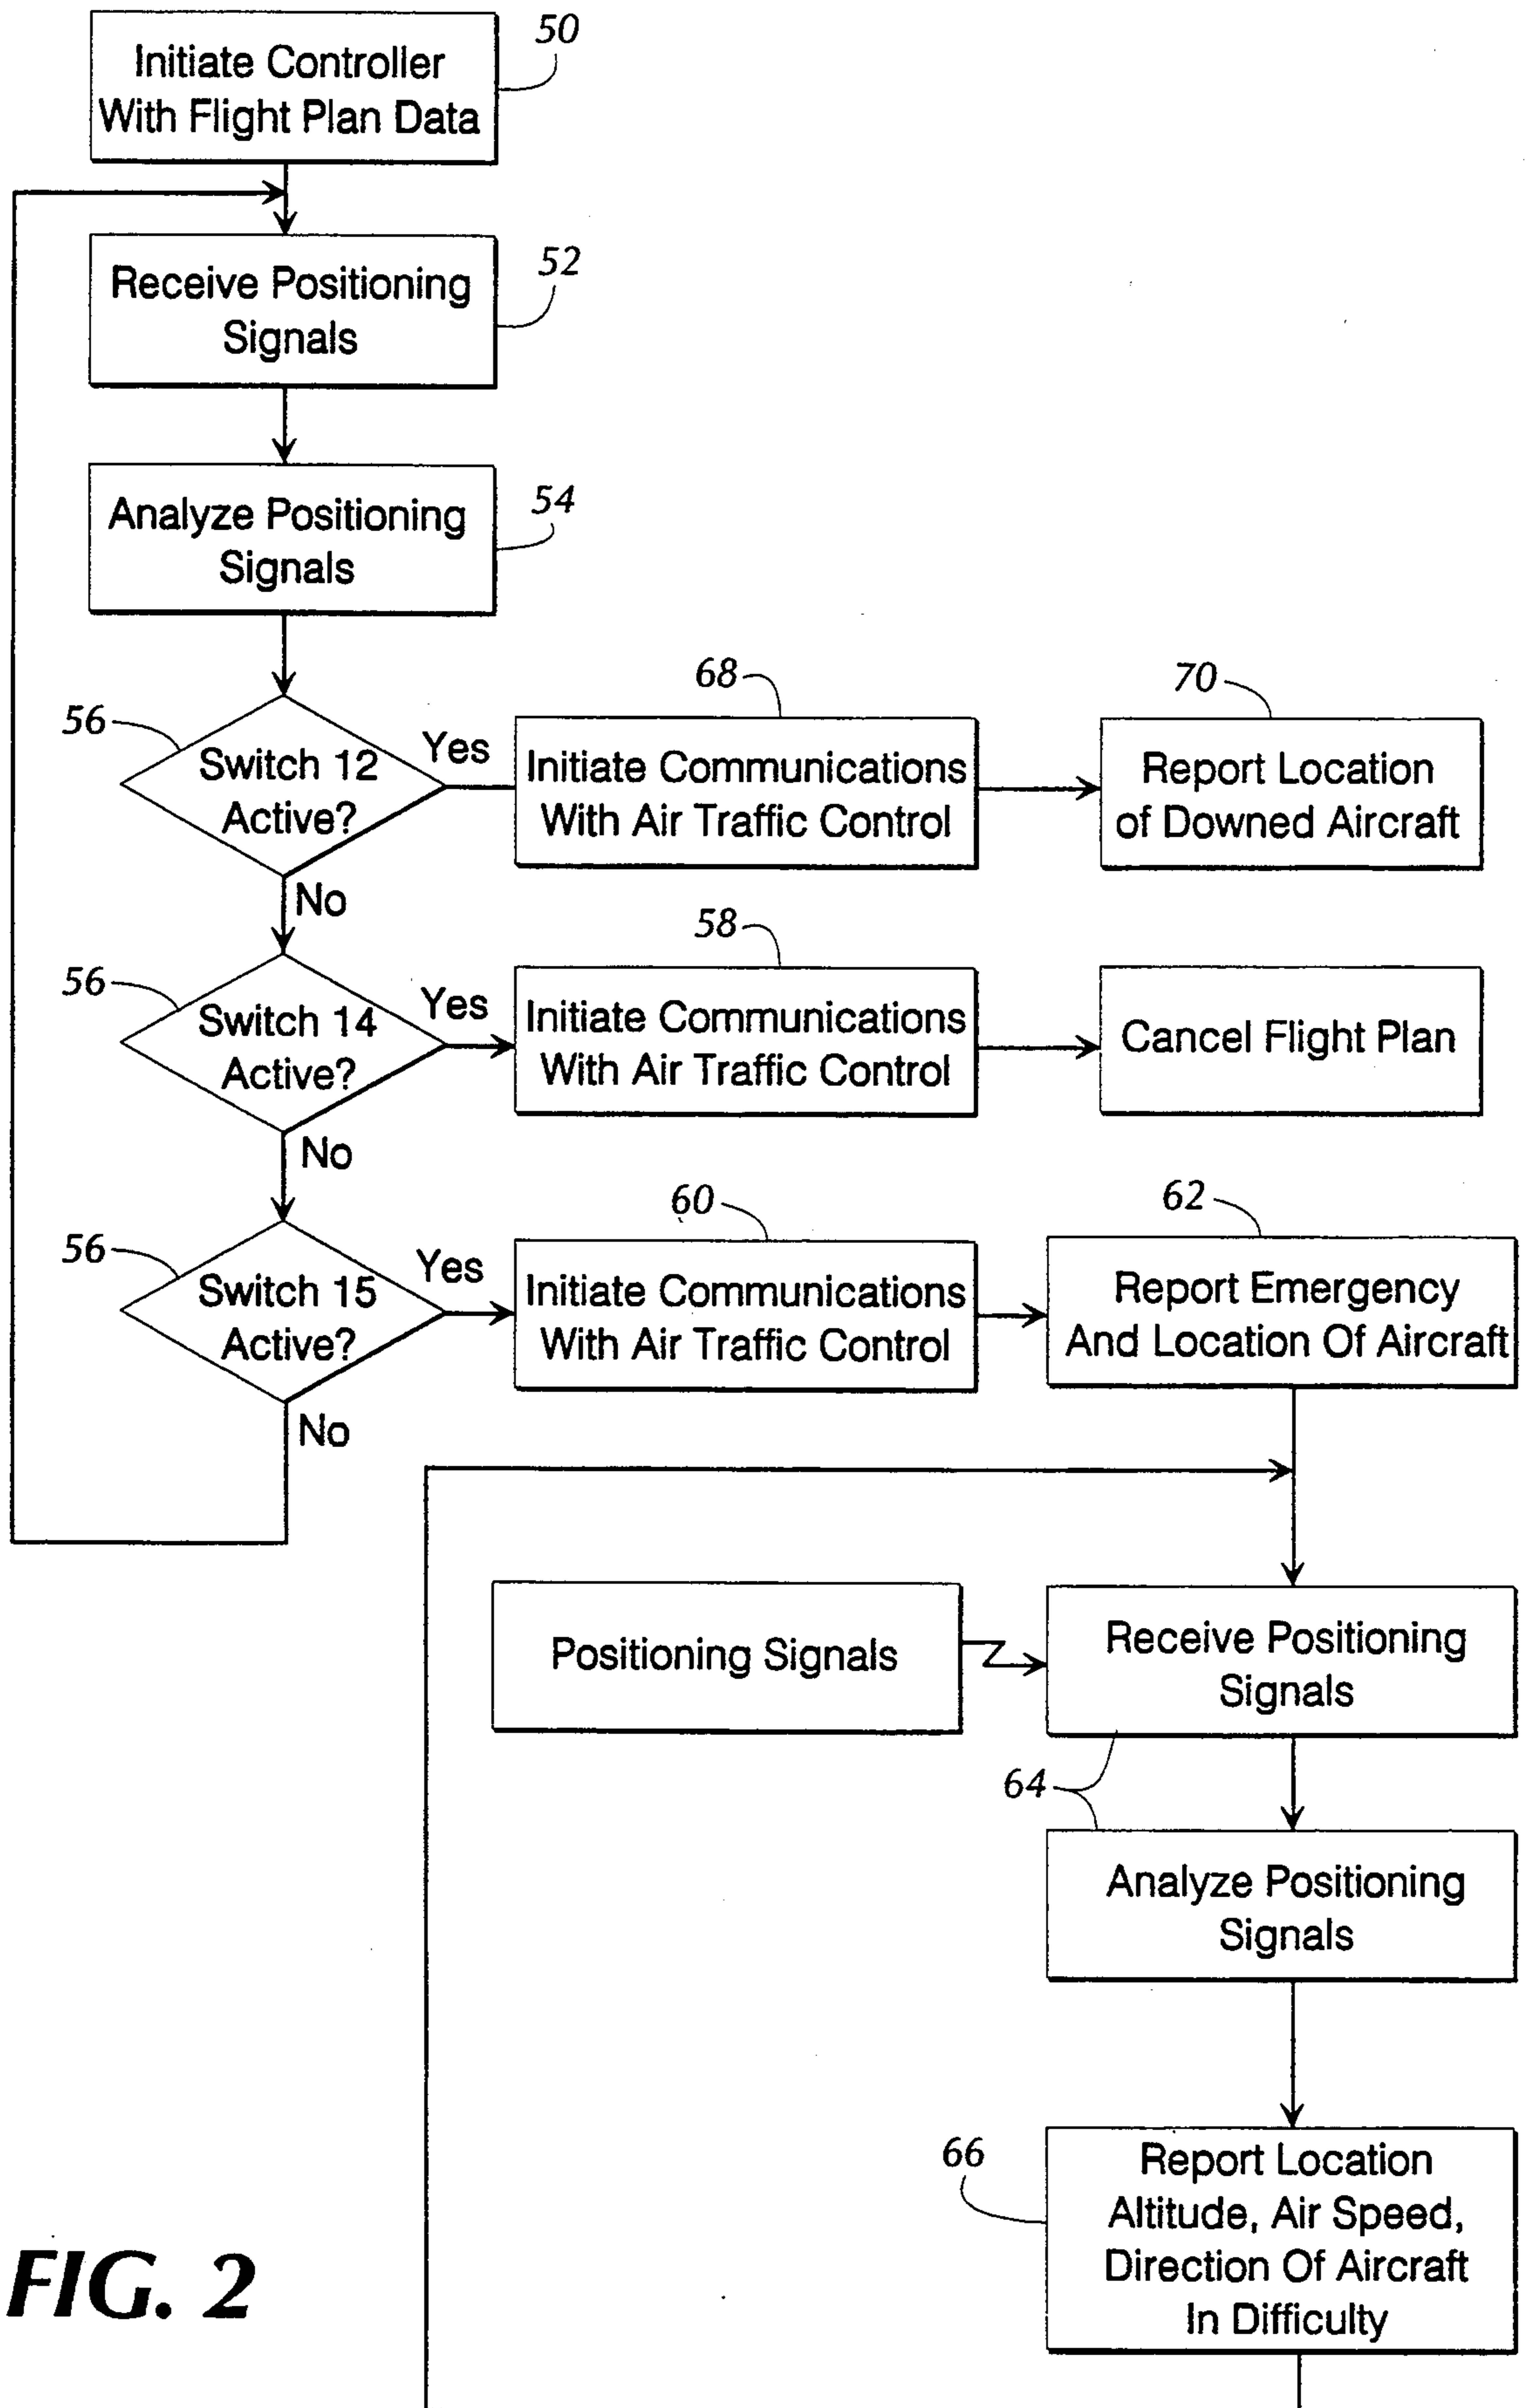 Initiate Controller
With Flight Plan Data
50
Receive Positioning
Signals
52
Analyze Positioning
Signals
54
56
Switch 12
Active?
Yes
No
68
Initiate Communications
With Air Traffic Control
70
Report Location
of Downed Aircraft
56
Switch 14
Active?
Yes
No
58
Initiate Communications
With Air Traffic Control
Cancel Flight Plan
56
Switch 15
Active?
Yes
No
60
Initiate Communications
With Air Traffic Control
62
Report Emergency
And Location Of Aircraft
Positioning Signals
Receive Positioning
Signals
64
Analyze Positioning
Signals
66
Report Location
Altitude, Air Speed,
Direction Of Aircraft
In Difficulty
FIG. 2